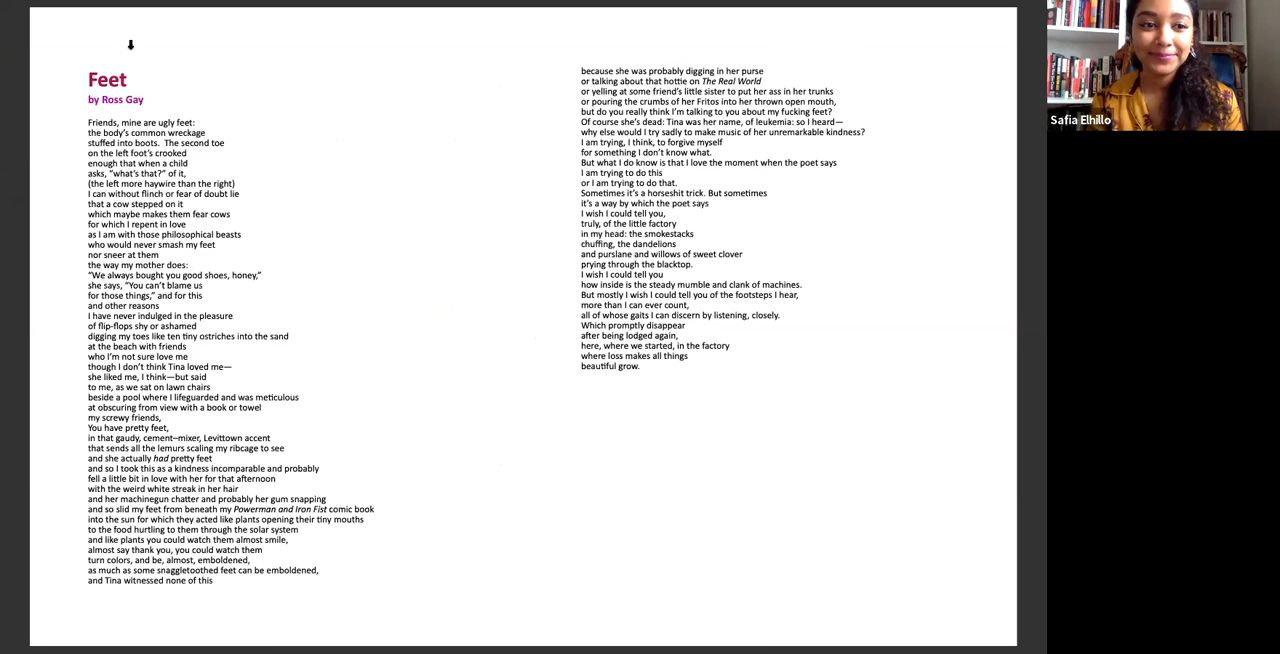 Feet
by Ross Gay
Friends, mine are ugly feet:
the body's common wreckage
stuffed into boots.  The second toe
on the left foot's crooked
enough that when a child
asks, "what's that?" of it,
(the left more haywire than the right)
I can without flinch or fear of doubt lie
that a cow stepped on it
which maybe makes them fear cows
for which I repent in love
as I am with those philosophical beasts
who would never smash my feet
nor sneer at them
the way my mother does:
"We always bought you good shoes, honey,"
she says, "You can't blame us
for those things," and for this
and other reasons
I have never indulged in the pleasure
of flip-flops shy or ashamed
digging my toes like ten tiny ostriches into the sand
at the beach with friends
who I'm not sure love me
though I don't think Tina loved me—
she liked me, I think—but said
to me, as we sat on lawn chairs
beside a pool where I lifeguarded and was meticulous
at obscuring from view with a book or towel
my screwy friends,
You have pretty feet,
in that gaudy, cement–mixer, Levittown accent
that sends all the lemurs scaling my ribcage to see
and she actually had pretty feet
and so I took this as a kindness incomparable and probably
fell a little bit in love with her for that afternoon
with the weird white streak in her hair
and her machinegun chatter and probably her gum snapping
and so slid my feet from beneath my Powerman and Iron Fist comic book
into the sun for which they acted like plants opening their tiny mouths
to the food hurtling to them through the solar system
and like plants you could watch them almost smile,
almost say thank you, you could watch them
turn colors, and be, almost, emboldened,
as much as some snaggletoothed feet can be emboldened,
and Tina witnessed none of this
because she was probably digging in her purse
or talking about that hottie on The Real World
or yelling at some friend's little sister to put her ass in her trunks
or pouring the crumbs of her Fritos into her thrown open mouth,
but do you really think I'm talking to you about my fucking feet?
Of course she's dead: Tina was her name, of leukemia: so I heard—
why else would I try sadly to make music of her unremarkable kindness?
I am trying, I think, to forgive myself
for something I don't know what.
But what I do know is that I love the moment when the poet says
I am trying to do this
or I am trying to do that.
Sometimes it's a horseshit trick. But sometimes
it's a way by which the poet says
I wish I could tell you,
truly, of the little factory
in my head: the smokestacks
chuffing, the dandelions
and purslane and willows of sweet clover
prying through the blacktop.
I wish I could tell you
how inside is the steady mumble and clank of machines.
But mostly I wish I could tell you of the footsteps I hear,
more than I can ever count,
all of whose gaits I can discern by listening, closely.
Which promptly disappear
after being lodged again,
here, where we started, in the factory
where loss makes all things
beautiful grow.
Safia Elhillo